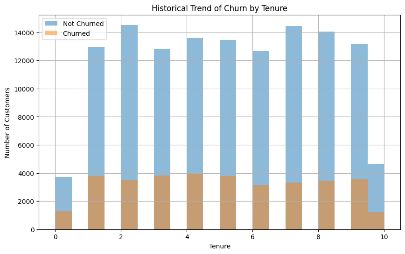 Historical Trend of Churn by Tenure
Not Churned
Churned
14000
12000
10000
8000
6000
4000
2000
0
Number of Customers
0 2 4 6 8 10
Tenure